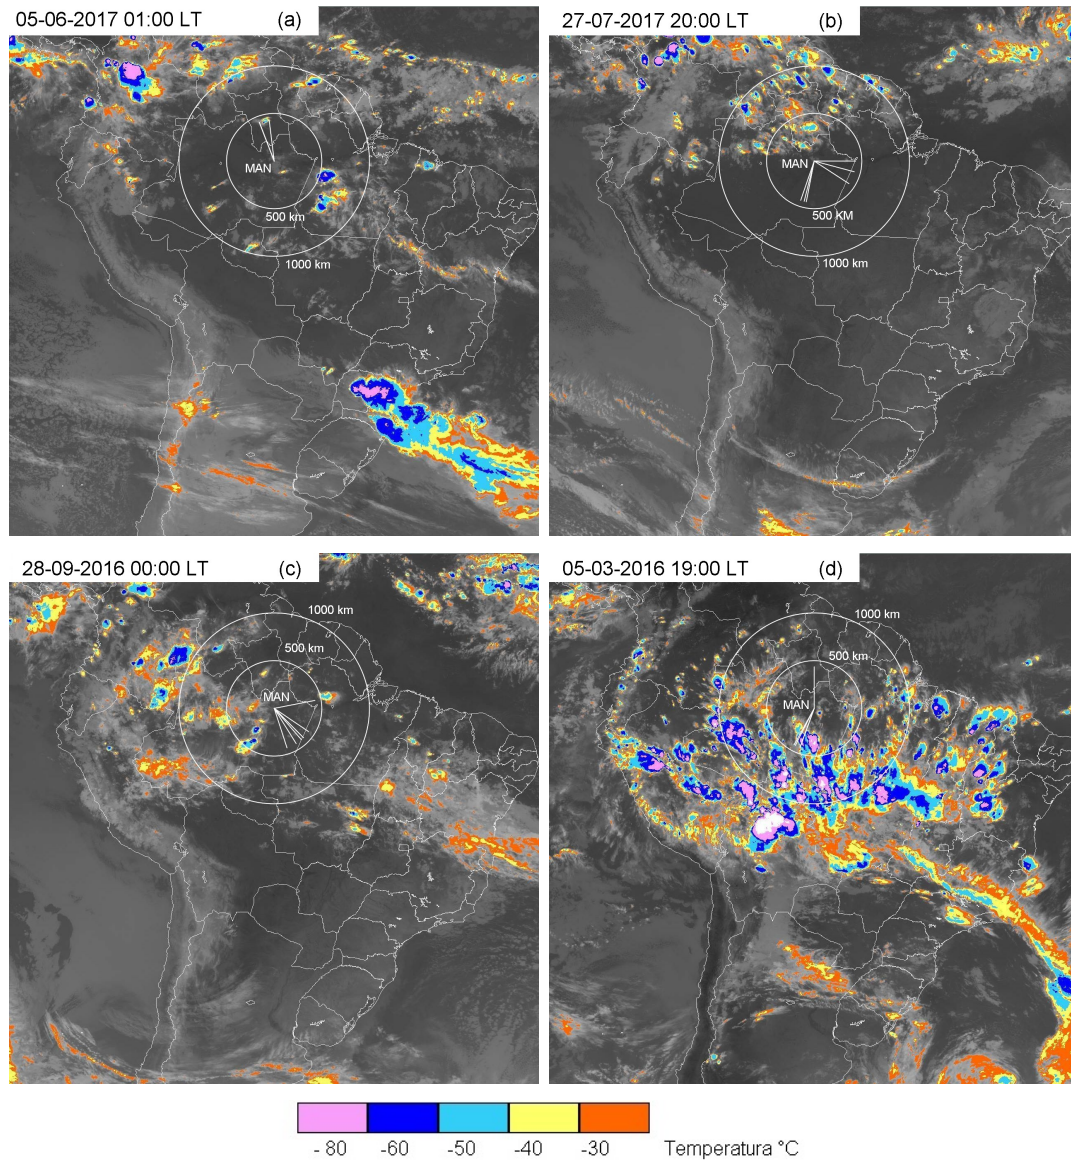 05-06-2017 01:00 LT (a)
MAN
500 km
1000 km
27-07-2017 20:00 LT (b)
MAN
500 KM
1000 km
28-09-2016 00:00 LT (c)
1000 km
500 km
MAN
05-03-2016 19:00 LT (d)
1000 km
500 km
MAN
- 80 -60 -50 -40 -30 Temperatura °C